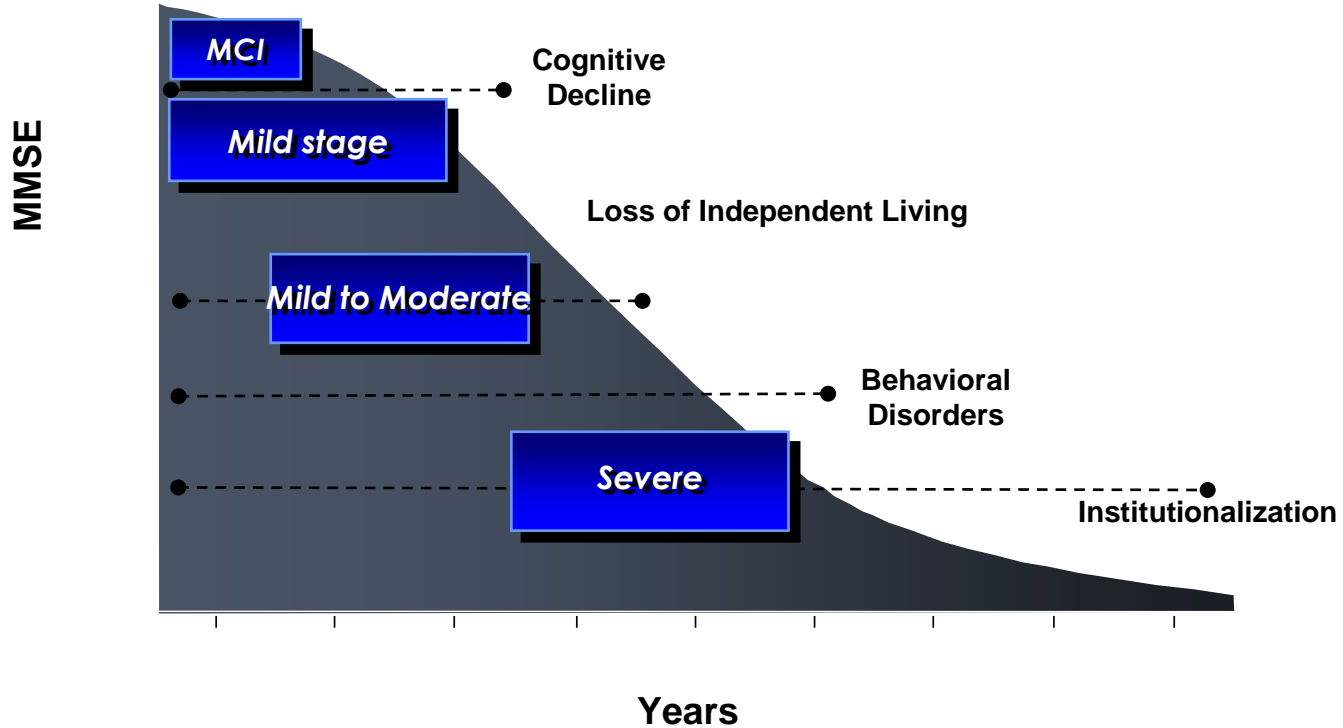 MCI
Cognitive
Decline
Mild stage
MMSE
Loss of Independent Living
Mild to Moderate
Behavioral
Disorders
Severe
Institutionalization
Years